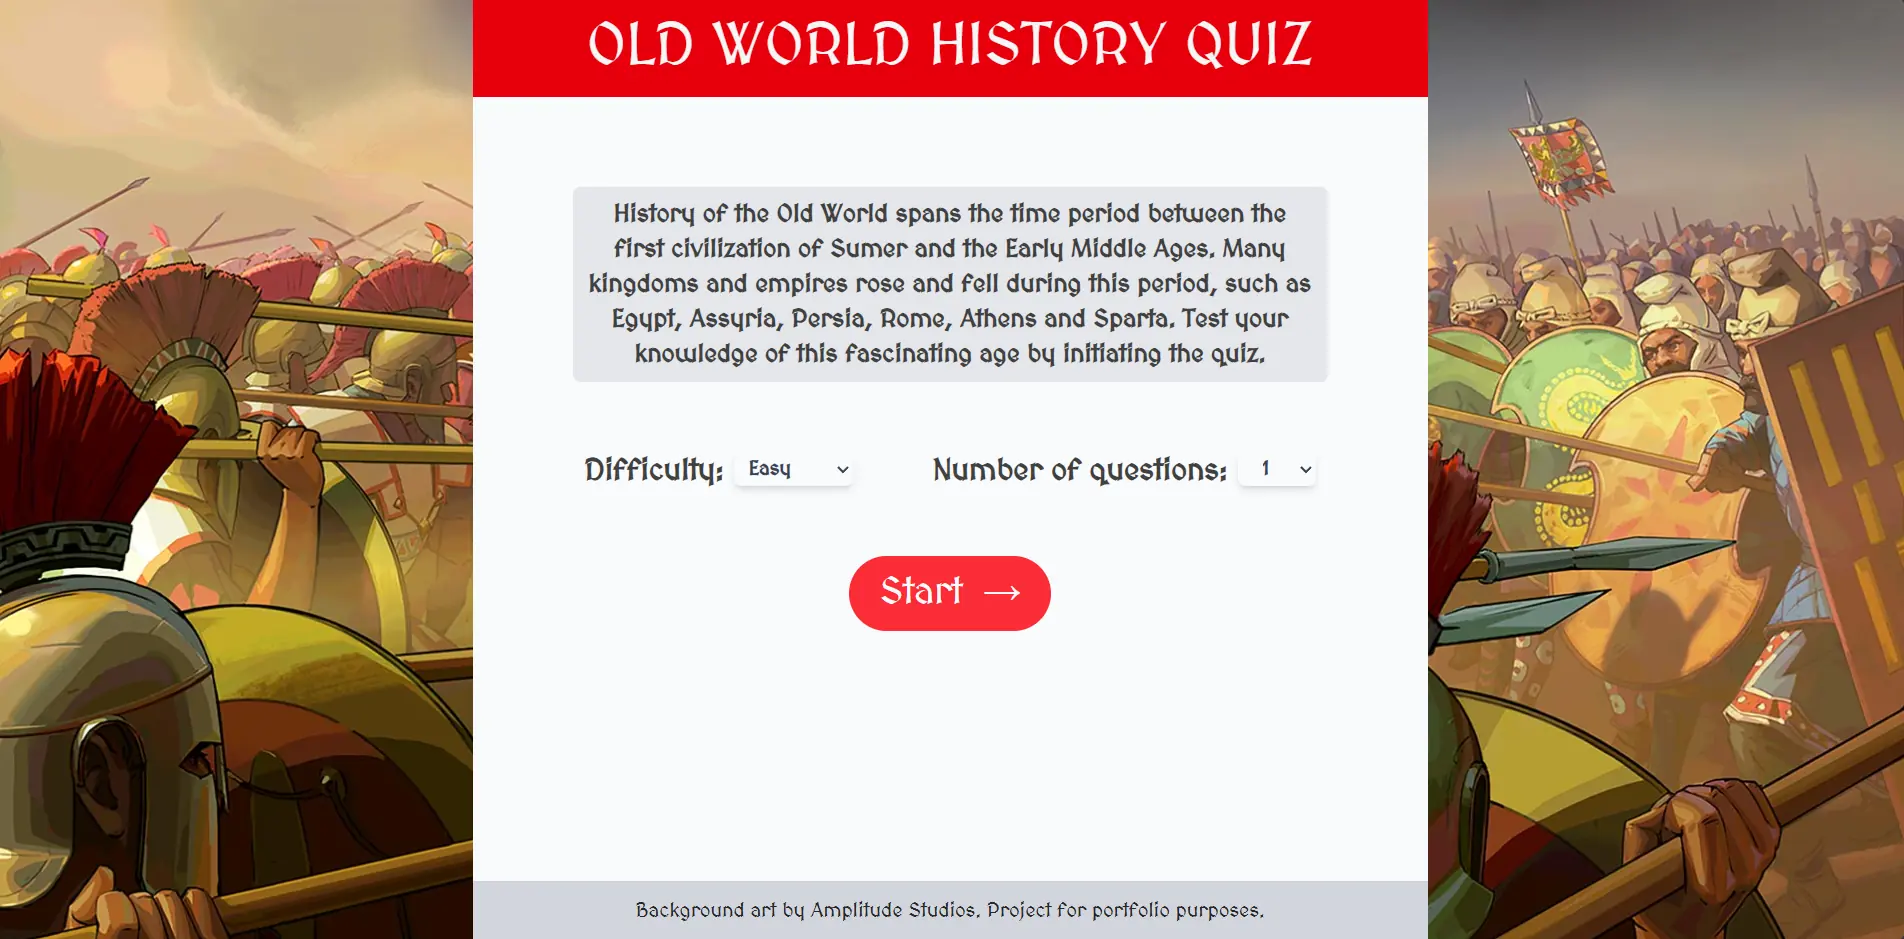 OLD WORLD HISTORY QUIZ
History of the Old World spans the time period between the
first civilization of Sumer and the Early Middle Ages. Many
kingdoms and empires rose and fell during this period, such as
Egypt, Assyria, Persia, Rome, Athens and Sparta. Test your
knowledge of this fascinating age by initiating the quiz.
Difficulty: Easy Number of questions: 1
Start →
Background art by Amplitude Studios. Project for portfolio purposes.